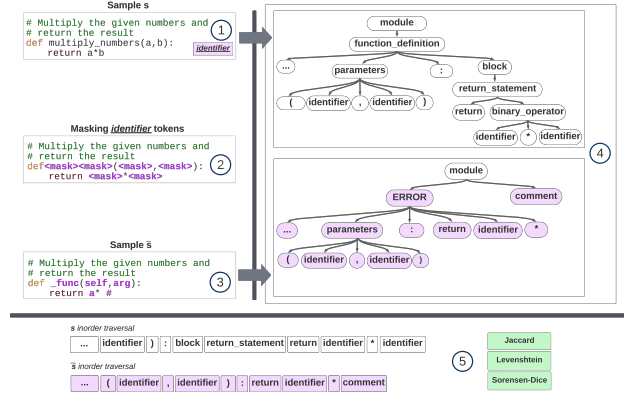 Sample s
# Multiply the given numbers and
# return the result
def multiply_numbers(a,b):
return a*b
identifier
1
Masking identifier tokens
# Multiply the given numbers and
# return the result
def<mask><mask>(<mask>,<mask>):
return <mask>*<mask>
2
Sample s̅
# Multiply the given numbers and
# return the result
def _func(self,arg):
return a* #
3
module
function_definition
... parameters : block
( identifier , identifier )
return_statement
return binary_operator
identifier * identifier
4
module
ERROR comment
... parameters : return identifier *
( identifier , identifier )
s inorder traversal
... identifier ) : block return_statement return identifier * identifier
s̅ inorder traversal
... ( identifier , identifier ) : return identifier * comment
5
Jaccard
Levenshtein
Sorensen-Dice